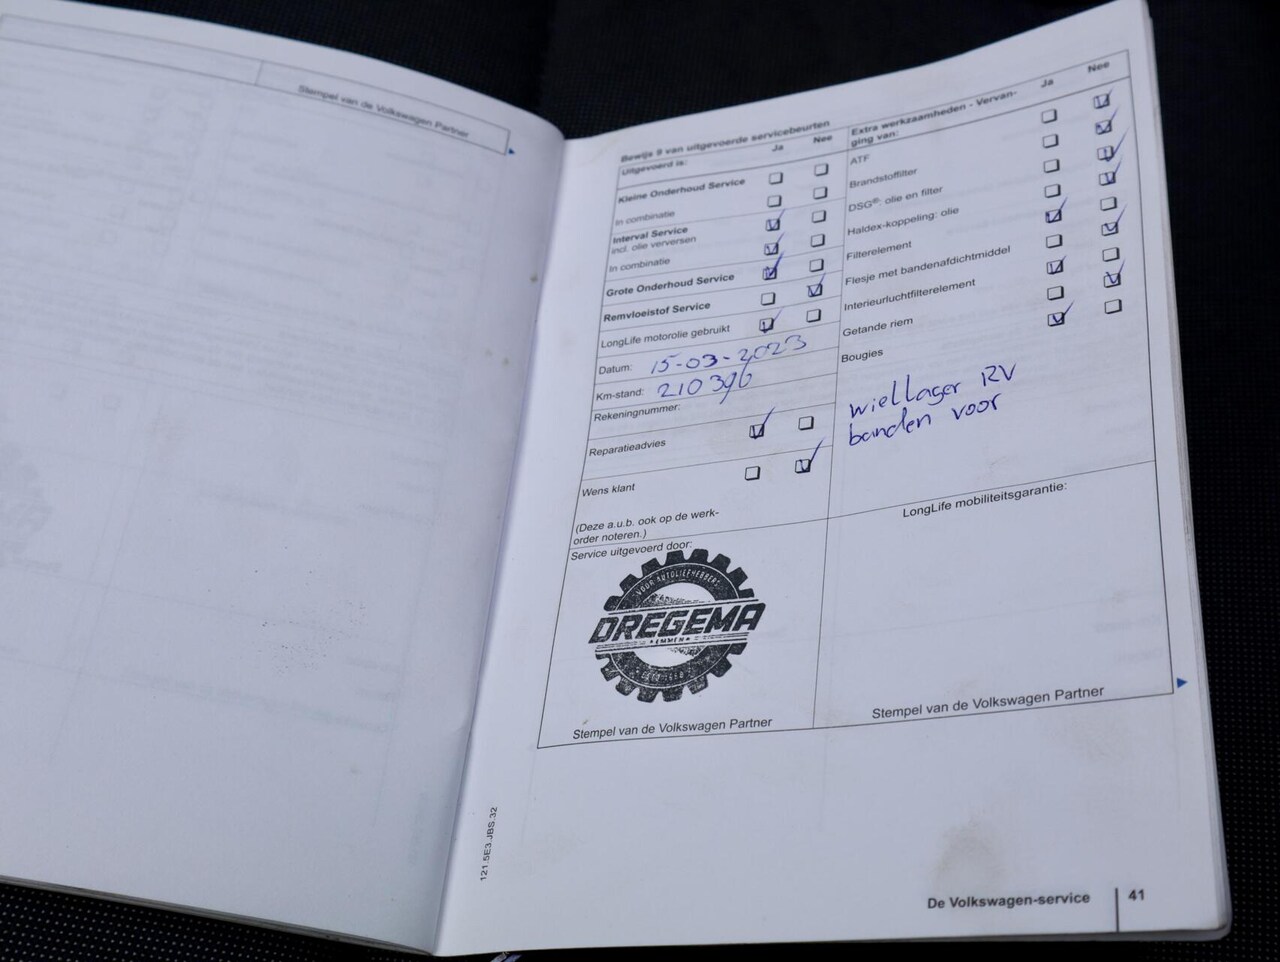 Stempel van de Volkswagen Partner
Bewijs 9 van uitgevoerde servicebeurten
Uitgevoerd is:
Ja
Nee
Kleine Onderhoud Service
In combinatie
Interval Service
incl. olie verversen
In combinatie
Grote Onderhoud Service
Remvloeistof Service
LongLife motorolie gebruikt
Datum: 15-03-2023
Km-stand: 210396
Rekeningnummer:
Reparatieadvies
Wens klant
(Deze a.u.b. ook op de werk-
order noteren.)
Service uitgevoerd door:
VOOR AUTOLIEFHEBBERS
DREGEMA
EMMEN
Stempel van de Volkswagen Partner
Extra werkzaamheden - Vervan-
ging van:
Ja
Nee
ATF
Brandstoffilter
DSG®: olie en filter
Haldex-koppeling: olie
Filterelement
Flesje met bandenafdichtmiddel
Interieurluchtfilterelement
Getande riem
Bougies
wiellager RV
banden voor
LongLife mobiliteitsgarantie:
Stempel van de Volkswagen Partner
121.5E3.JBS.32
De Volkswagen-service
41